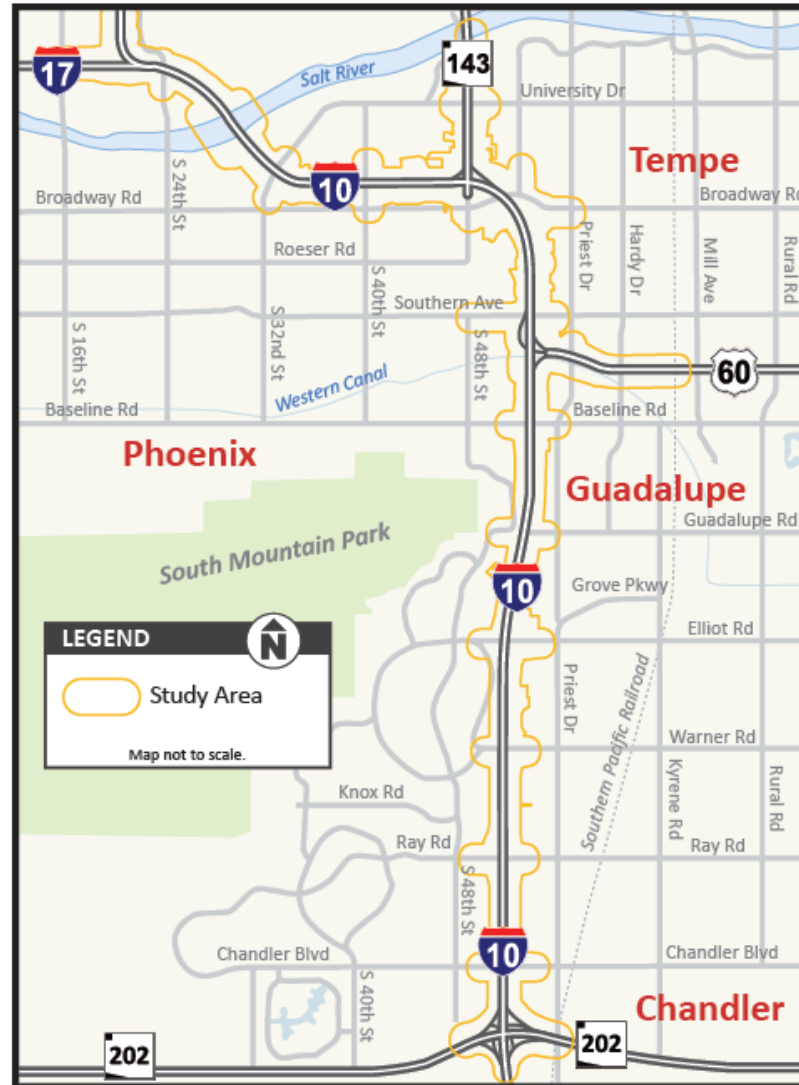 Salt River
143
17
University Dr
S 24th St
Tempe
10
Broadway Rd
Broadway Rd
Roeser Rd
Priest Dr
Hardy Dr
Mill Ave
Rural Rd
S 40th St
Southern Ave
S 16th St
S 32nd St
S 48th St
Western Canal
60
Baseline Rd
Baseline Rd
Phoenix
Guadalupe
Guadalupe Rd
South Mountain Park
10
Grove Pkwy
LEGEND
N
Elliot Rd
Study Area
Priest Dr
Southern Pacific Railroad
Map not to scale.
Warner Rd
Knox Rd
Kyrene Rd
Rural Rd
Ray Rd
Ray Rd
S 48th St
10
Chandler Blvd
Chandler Blvd
S 40th St
Chandler
202
202